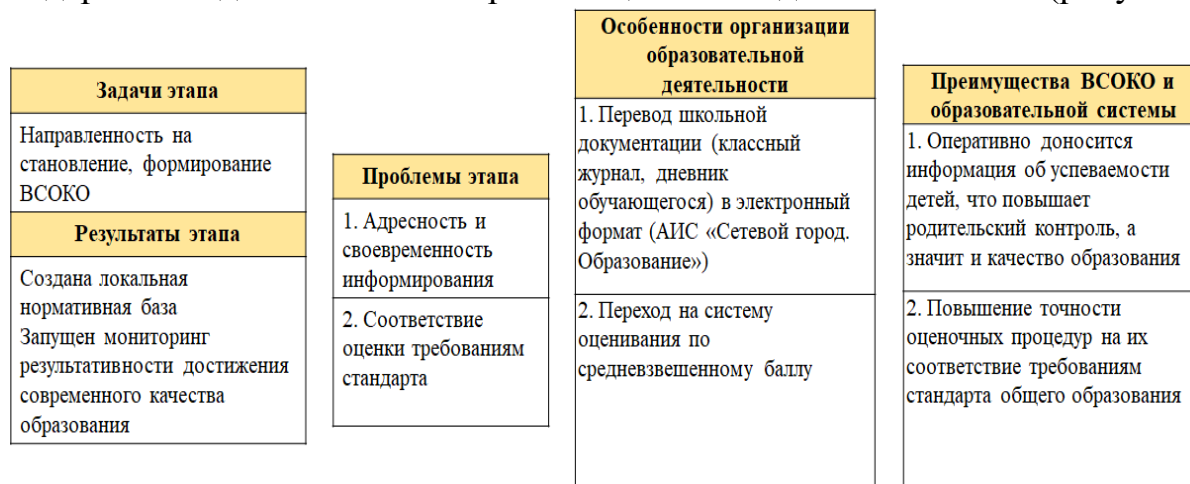 Задачи этапа
Направленность на
становление, формирование
ВСОКО
Результаты этапа
Создана локальная
нормативная база
Запущен мониторинг
результативности достижения
современного качества
образования
Проблемы этапа
1. Адресность и
своевременность
информирования
2. Соответствие
оценки требованиям
стандарта
Особенности организации
образовательной
деятельности
1. Перевод школьной
документации (классный
журнал, дневник
обучающегося) в электронный
формат (АИС «Сетевой город.
Образование»)
2. Переход на систему
оценивания по
средневзвешенному баллу
Преимущества ВСОКО и
образовательной системы
1. Оперативно доносится
информация об успеваемости
детей, что повышает
родительский контроль, а
значит и качество образования
2. Повышение точности
оценочных процедур на их
соответствие требованиям
стандарта общего образования